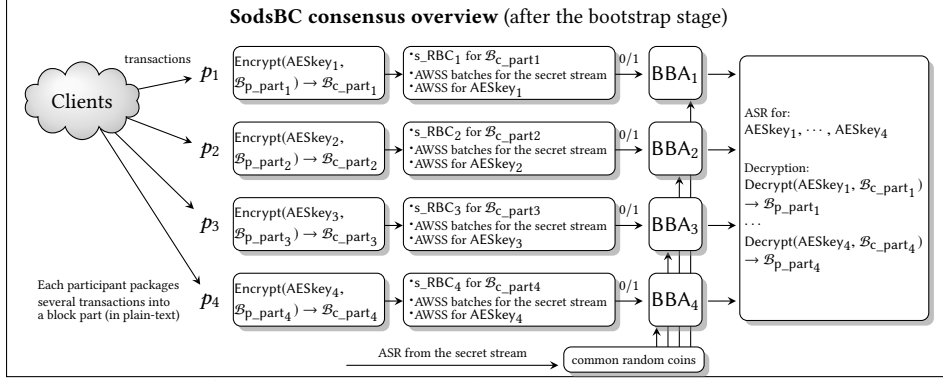 SodsBC consensus overview (after the bootstrap stage)
Clients
transactions
p1
Encrypt(AESkey1,
ℬp_part1) → ℬc_part1
•s_RBC1 for ℬc_part1
•AWSS batches for the secret stream
•AWSS for AESkey1
0/1
BBA1
p2
Encrypt(AESkey2,
ℬp_part2) → ℬc_part2
•s_RBC2 for ℬc_part2
•AWSS batches for the secret stream
•AWSS for AESkey2
0/1
BBA2
p3
Encrypt(AESkey3,
ℬp_part3) → ℬc_part3
•s_RBC3 for ℬc_part3
•AWSS batches for the secret stream
•AWSS for AESkey3
0/1
BBA3
p4
Encrypt(AESkey4,
ℬp_part4) → ℬc_part4
•s_RBC4 for ℬc_part4
•AWSS batches for the secret stream
•AWSS for AESkey4
0/1
BBA4
ASR for:
AESkey1, ··· , AESkey4
Decryption:
Decrypt(AESkey1, ℬc_part1)
→ ℬp_part1
···
Decrypt(AESkey4, ℬc_part4)
→ ℬp_part4
Each participant packages
several transactions into
a block part (in plain-text)
ASR from the secret stream
common random coins